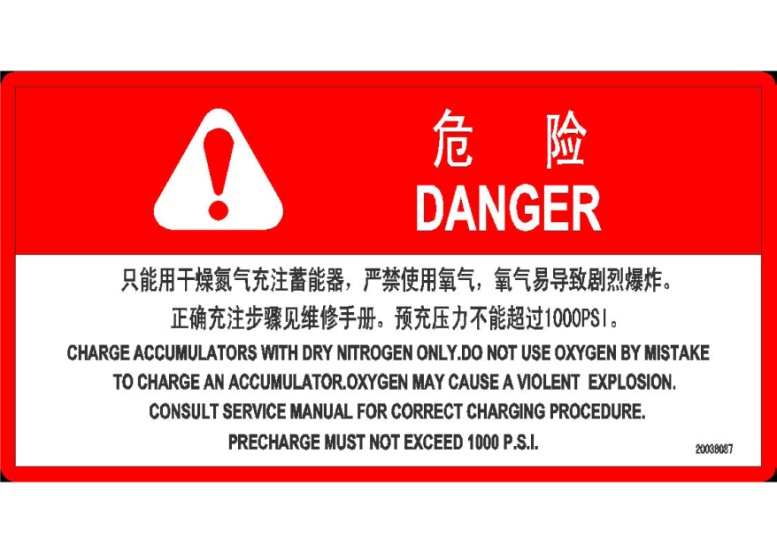 危 险
DANGER
只能用干燥氮气充注蓄能器，严禁使用氧气，氧气易导致剧烈爆炸。
正确充注步骤见维修手册。预充压力不能超过1000PSI。
CHARGE ACCUMULATORS WITH DRY NITROGEN ONLY.DO NOT USE OXYGEN BY MISTAKE
TO CHARGE AN ACCUMULATOR.OXYGEN MAY CAUSE A VIOLENT EXPLOSION.
CONSULT SERVICE MANUAL FOR CORRECT CHARGING PROCEDURE.
PRECHARGE MUST NOT EXCEED 1000 P.S.I.
20038087